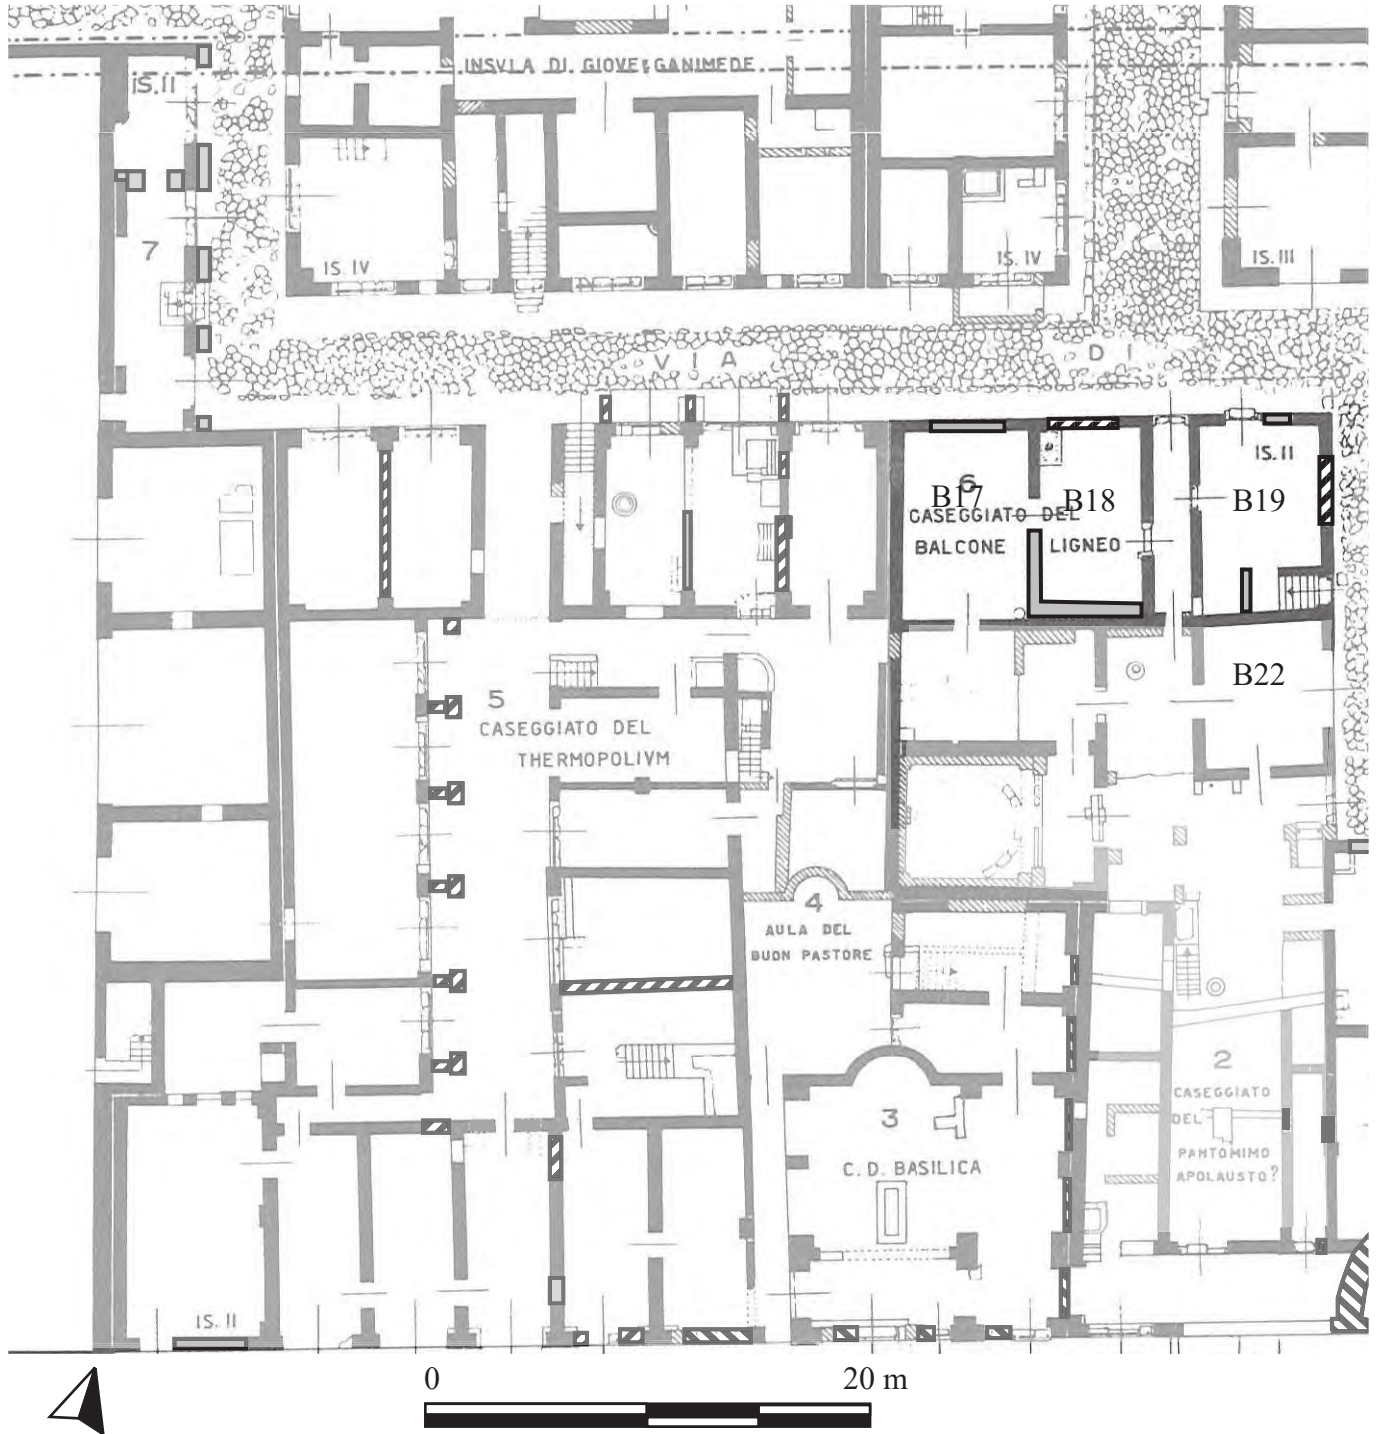 INSVLA DI GIOVE E GANIMEDE
IS.II
7
IS.IV
IS.IV
IS.III
VIA
DI
IS.II
6
B17
B18
B19
CASEGGIATO DEL
BALCONE LIGNEO
B22
5
CASEGGIATO DEL
THERMOPOLIVM
4
AULA DEL
BUON PASTORE
3
C. D. BASILICA
2
CASEGGIATO
DEL
PANTOMIMO
APOLAUSTO?
IS.II
0
20 m